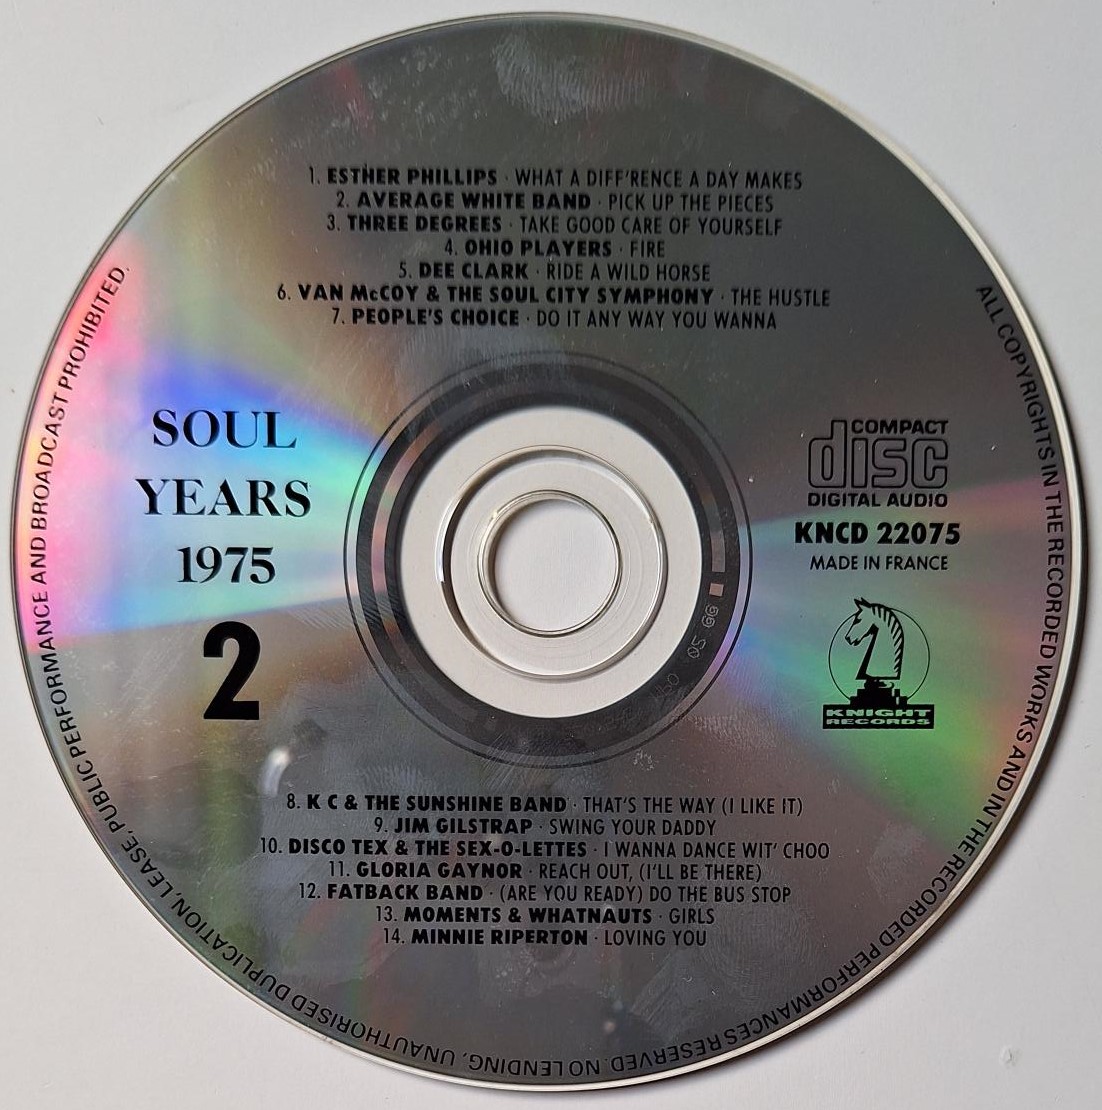 1. ESTHER PHILLIPS · WHAT A DIFF'RENCE A DAY MAKES
2. AVERAGE WHITE BAND · PICK UP THE PIECES
3. THREE DEGREES · TAKE GOOD CARE OF YOURSELF
4. OHIO PLAYERS · FIRE
5. DEE CLARK · RIDE A WILD HORSE
6. VAN McCOY & THE SOUL CITY SYMPHONY · THE HUSTLE
7. PEOPLE'S CHOICE · DO IT ANY WAY YOU WANNA
SOUL
YEARS
1975
2
COMPACT
disc
DIGITAL AUDIO
KNCD 22075
MADE IN FRANCE
KNIGHT
RECORDS
8. K C & THE SUNSHINE BAND · THAT'S THE WAY (I LIKE IT)
9. JIM GILSTRAP · SWING YOUR DADDY
10. DISCO TEX & THE SEX-O-LETTES · I WANNA DANCE WIT' CHOO
11. GLORIA GAYNOR · REACH OUT, (I'LL BE THERE)
12. FATBACK BAND · (ARE YOU READY) DO THE BUS STOP
13. MOMENTS & WHATNAUTS · GIRLS
14. MINNIE RIPERTON · LOVING YOU
ALL COPYRIGHTS IN THE RECORDED WORKS AND IN THE RECORDED PERFORMANCES RESERVED. NO LENDING, UNAUTHORISED DUPLICATION, LEASE, PUBLIC PERFORMANCE AND BROADCAST PROHIBITED.